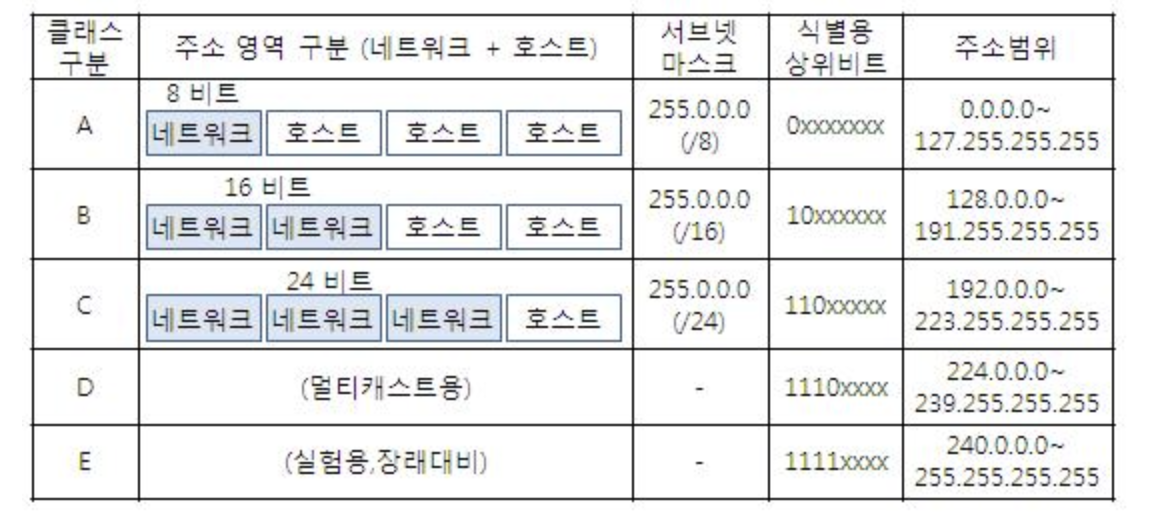 클래스 구분
주소 영역 구분 (네트워크 + 호스트)
서브넷 마스크
식별용 상위비트
주소범위
A
8 비트
네트워크 호스트 호스트 호스트
255.0.0.0
(/8)
0xxxxxxx
0.0.0.0~
127.255.255.255
B
16 비트
네트워크 네트워크 호스트 호스트
255.0.0.0
(/16)
10xxxxxx
128.0.0.0~
191.255.255.255
C
24 비트
네트워크 네트워크 네트워크 호스트
255.0.0.0
(/24)
110xxxxx
192.0.0.0~
223.255.255.255
D
(멀티캐스트용)
-
1110xxxx
224.0.0.0~
239.255.255.255
E
(실험용,장래대비)
-
1111xxxx
240.0.0.0~
255.255.255.255